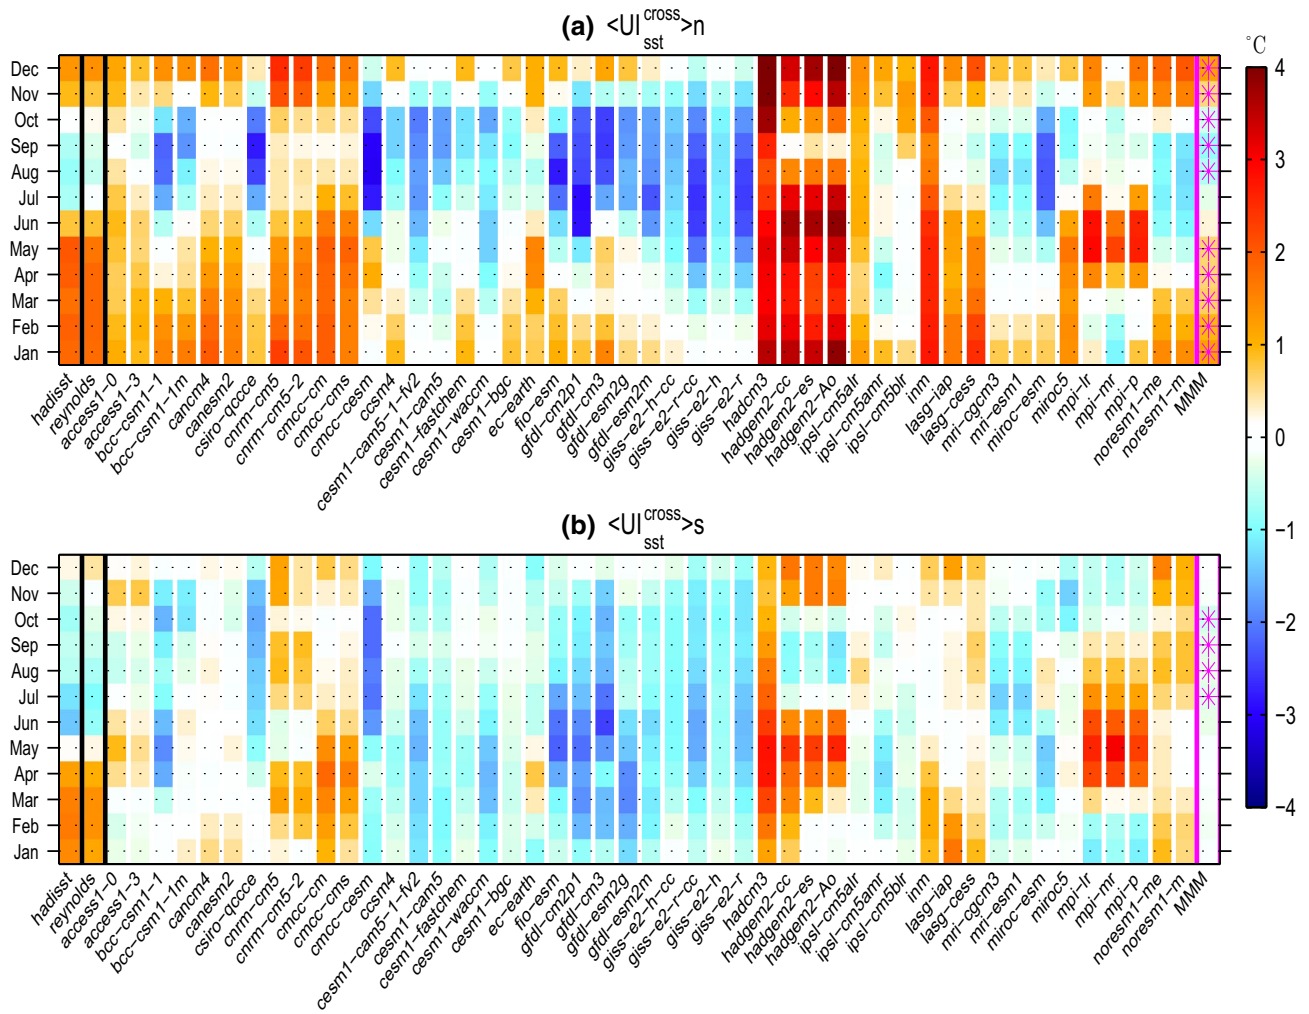 (a) <UI cross sst>n
°C
Dec
Nov
Oct
Sep
Aug
Jul
Jun
May
Apr
Mar
Feb
Jan
4
3
2
1
0
−1
−2
−3
−4
hadisst
reynolds
access1−0
access1−3
bcc−csm1−1
bcc−csm1−1m
cancm4
canesm2
csiro−qccce
cnrm−cm5
cnrm−cm5−2
cmcc−cm
cmcc−cms
cmcc−cesm
ccsm4
cesm1−cam5−1−fv2
cesm1−cam5
cesm1−fastchem
cesm1−waccm
cesm1−bgc
ec−earth
fio−esm
gfdl−cm2p1
gfdl−cm3
gfdl−esm2g
gfdl−esm2m
giss−e2−h−cc
giss−e2−r−cc
giss−e2−h
giss−e2−r
hadcm3
hadgem2−cc
hadgem2−es
hadgem2−Ao
ipsl−cm5alr
ipsl−cm5amr
ipsl−cm5blr
inm
lasg−iap
lasg−cess
mri−cgcm3
mri−esm1
miroc−esm
miroc5
mpi−lr
mpi−mr
mpi−p
noresm1−me
noresm1−m
MMM
(b) <UI cross sst>s
Dec
Nov
Oct
Sep
Aug
Jul
Jun
May
Apr
Mar
Feb
Jan
hadisst
reynolds
access1−0
access1−3
bcc−csm1−1
bcc−csm1−1m
cancm4
canesm2
csiro−qccce
cnrm−cm5
cnrm−cm5−2
cmcc−cm
cmcc−cms
cmcc−cesm
ccsm4
cesm1−cam5−1−fv2
cesm1−cam5
cesm1−fastchem
cesm1−waccm
cesm1−bgc
ec−earth
fio−esm
gfdl−cm2p1
gfdl−cm3
gfdl−esm2g
gfdl−esm2m
giss−e2−h−cc
giss−e2−r−cc
giss−e2−h
giss−e2−r
hadcm3
hadgem2−cc
hadgem2−es
hadgem2−Ao
ipsl−cm5alr
ipsl−cm5amr
ipsl−cm5blr
inm
lasg−iap
lasg−cess
mri−cgcm3
mri−esm1
miroc−esm
miroc5
mpi−lr
mpi−mr
mpi−p
noresm1−me
noresm1−m
MMM